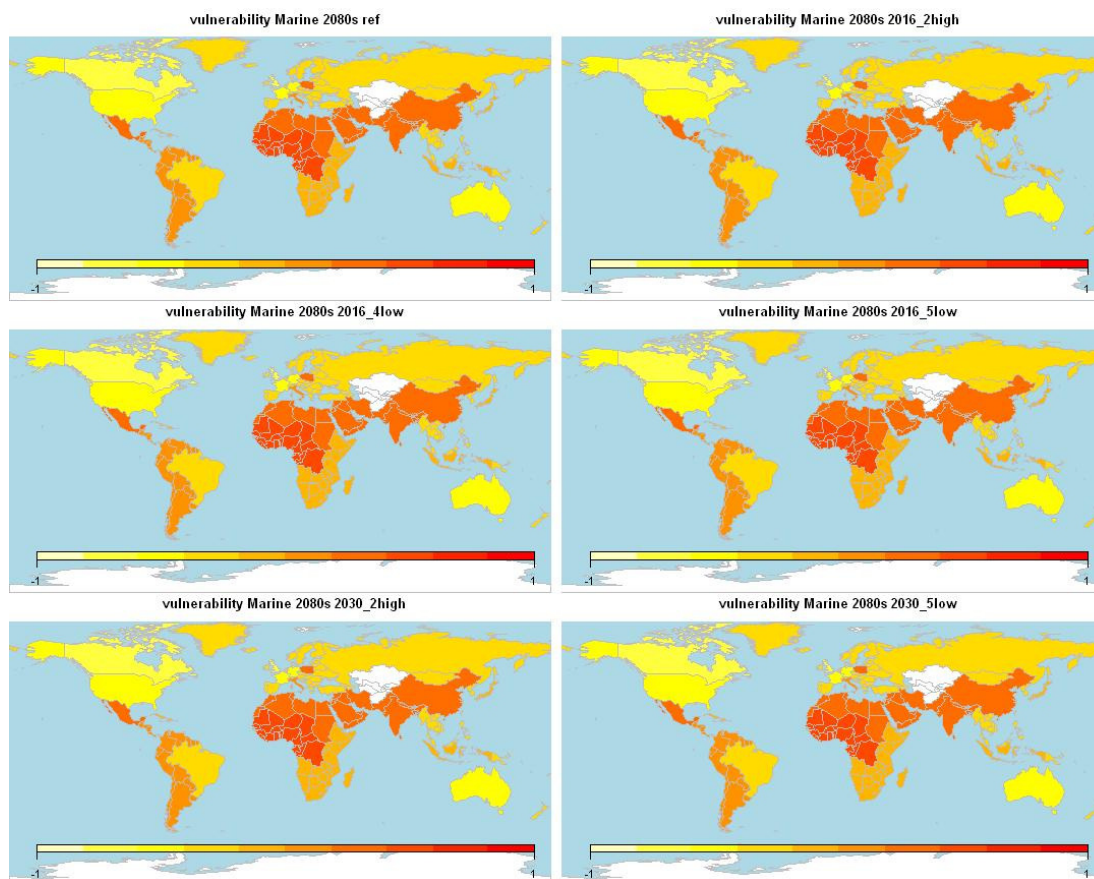 vulnerability Marine 2080s ref
vulnerability Marine 2080s 2016_2high
-1 1
-1 1
vulnerability Marine 2080s 2016_4low
vulnerability Marine 2080s 2016_5low
-1 1
-1 1
vulnerability Marine 2080s 2030_2high
vulnerability Marine 2080s 2030_5low
-1 1
-1 1